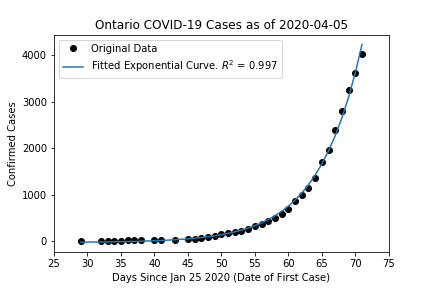 Ontario COVID-19 Cases as of 2020-04-05
Original Data
Fitted Exponential Curve. R² = 0.997
Confirmed Cases
4000
3000
2000
1000
0
25 30 35 40 45 50 55 60 65 70 75
Days Since Jan 25 2020 (Date of First Case)